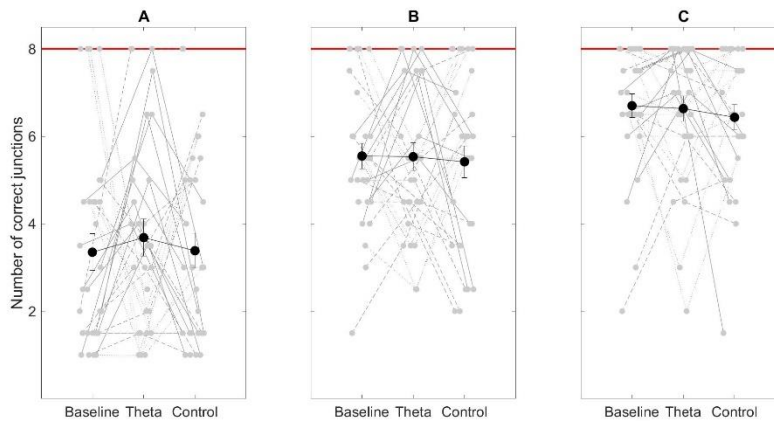 A
B
C
Number of correct junctions
8
6
4
2
Baseline Theta Control
Baseline Theta Control
Baseline Theta Control